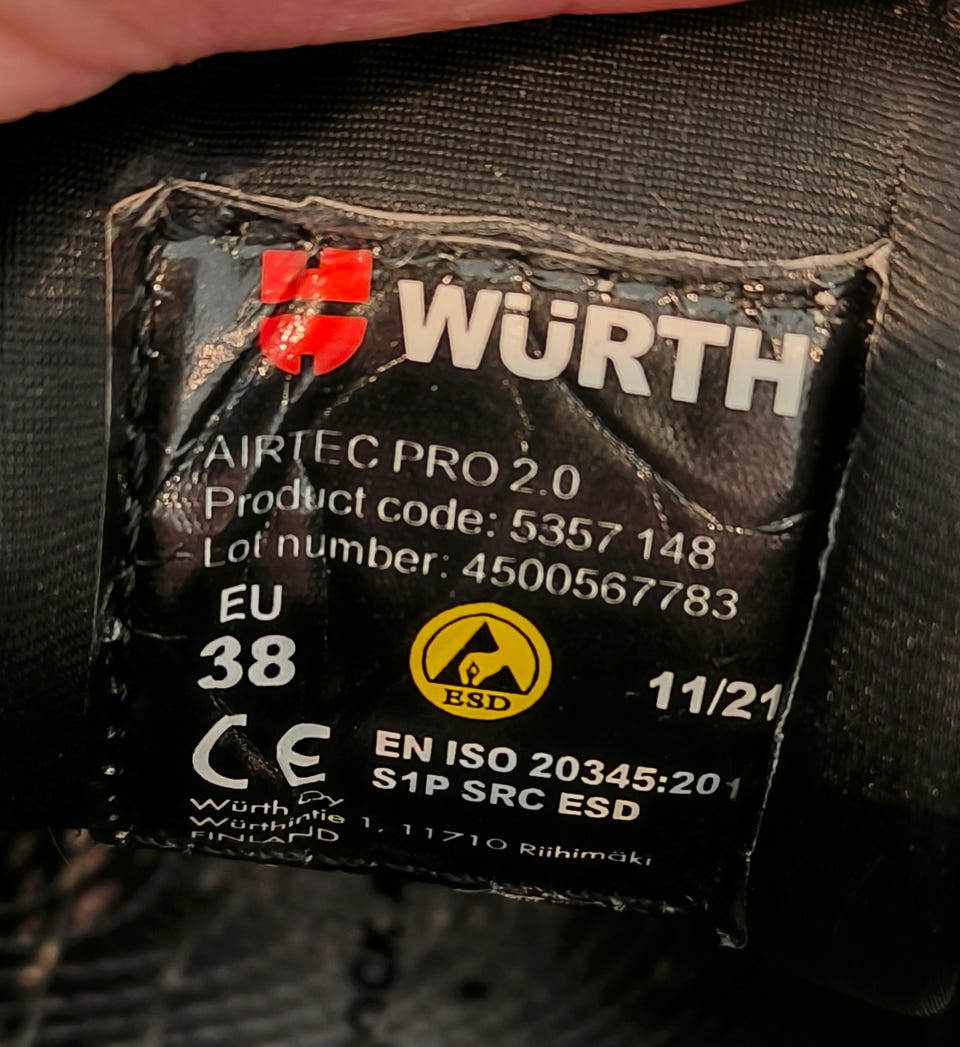 WÜRTH
AIRTEC PRO 2.0
Product code: 5357 148
Lot number: 4500567783
EU
38
ESD
11/21
CE
EN ISO 20345:201
S1P SRC ESD
Würth Oy
Würthintie 1, 11710 Riihimäki
FINLAND